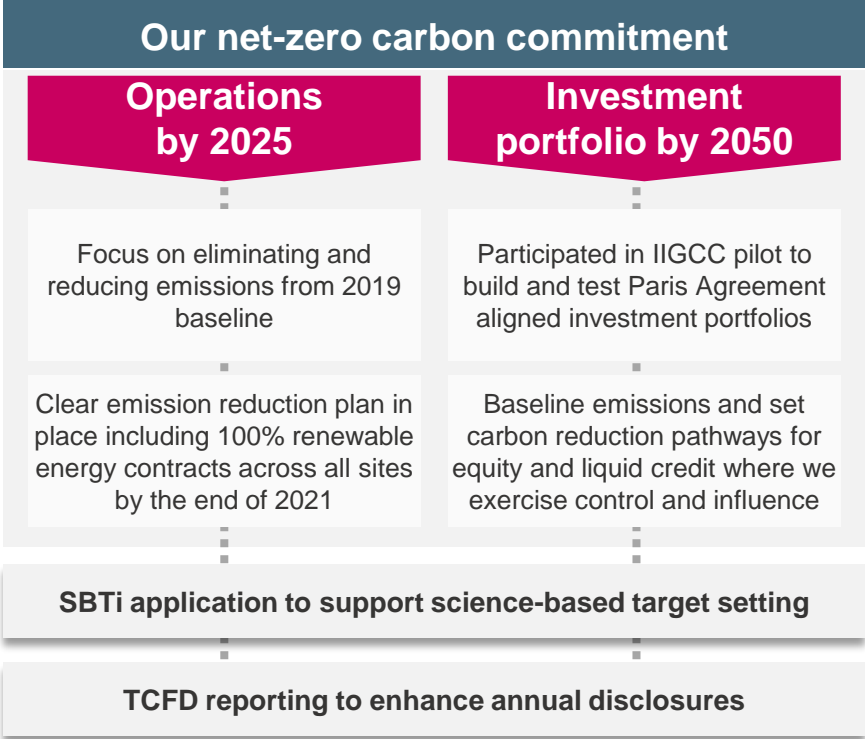 Our net-zero carbon commitment
Operations
by 2025
Focus on eliminating and
reducing emissions from 2019
baseline
Clear emission reduction plan in
place including 100% renewable
energy contracts across all sites
by the end of 2021
Investment
portfolio by 2050
Participated in IIGCC pilot to
build and test Paris Agreement
aligned investment portfolios
Baseline emissions and set
carbon reduction pathways for
equity and liquid credit where we
exercise control and influence
SBTi application to support science-based target setting
TCFD reporting to enhance annual disclosures